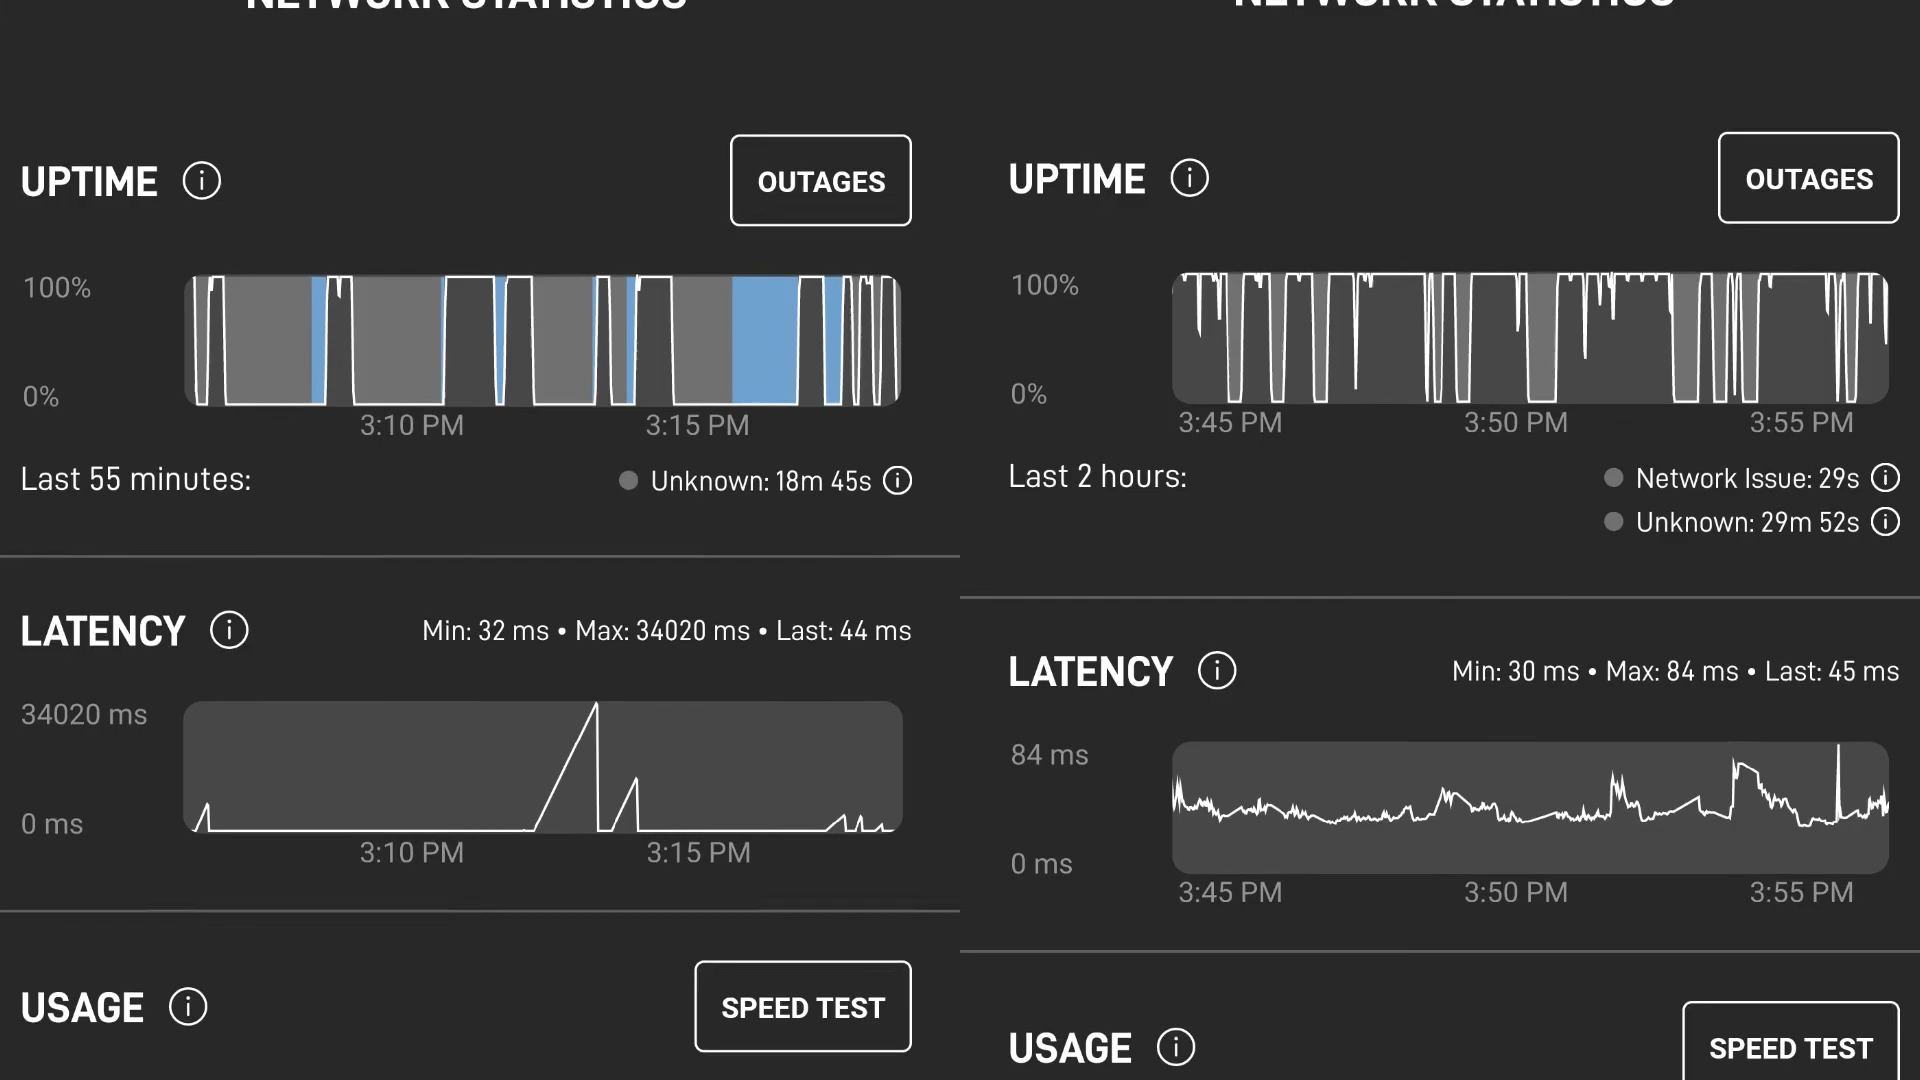 NETWORK STATISTICS
UPTIME
OUTAGES
100%
0%
3:10 PM 3:15 PM
Last 55 minutes:
Unknown: 18m 45s
LATENCY
Min: 32 ms • Max: 34020 ms • Last: 44 ms
34020 ms
0 ms
3:10 PM 3:15 PM
USAGE
SPEED TEST
NETWORK STATISTICS
UPTIME
OUTAGES
100%
0%
3:45 PM 3:50 PM 3:55 PM
Last 2 hours:
Network Issue: 29s
Unknown: 29m 52s
LATENCY
Min: 30 ms • Max: 84 ms • Last: 45 ms
84 ms
0 ms
3:45 PM 3:50 PM 3:55 PM
USAGE
SPEED TEST